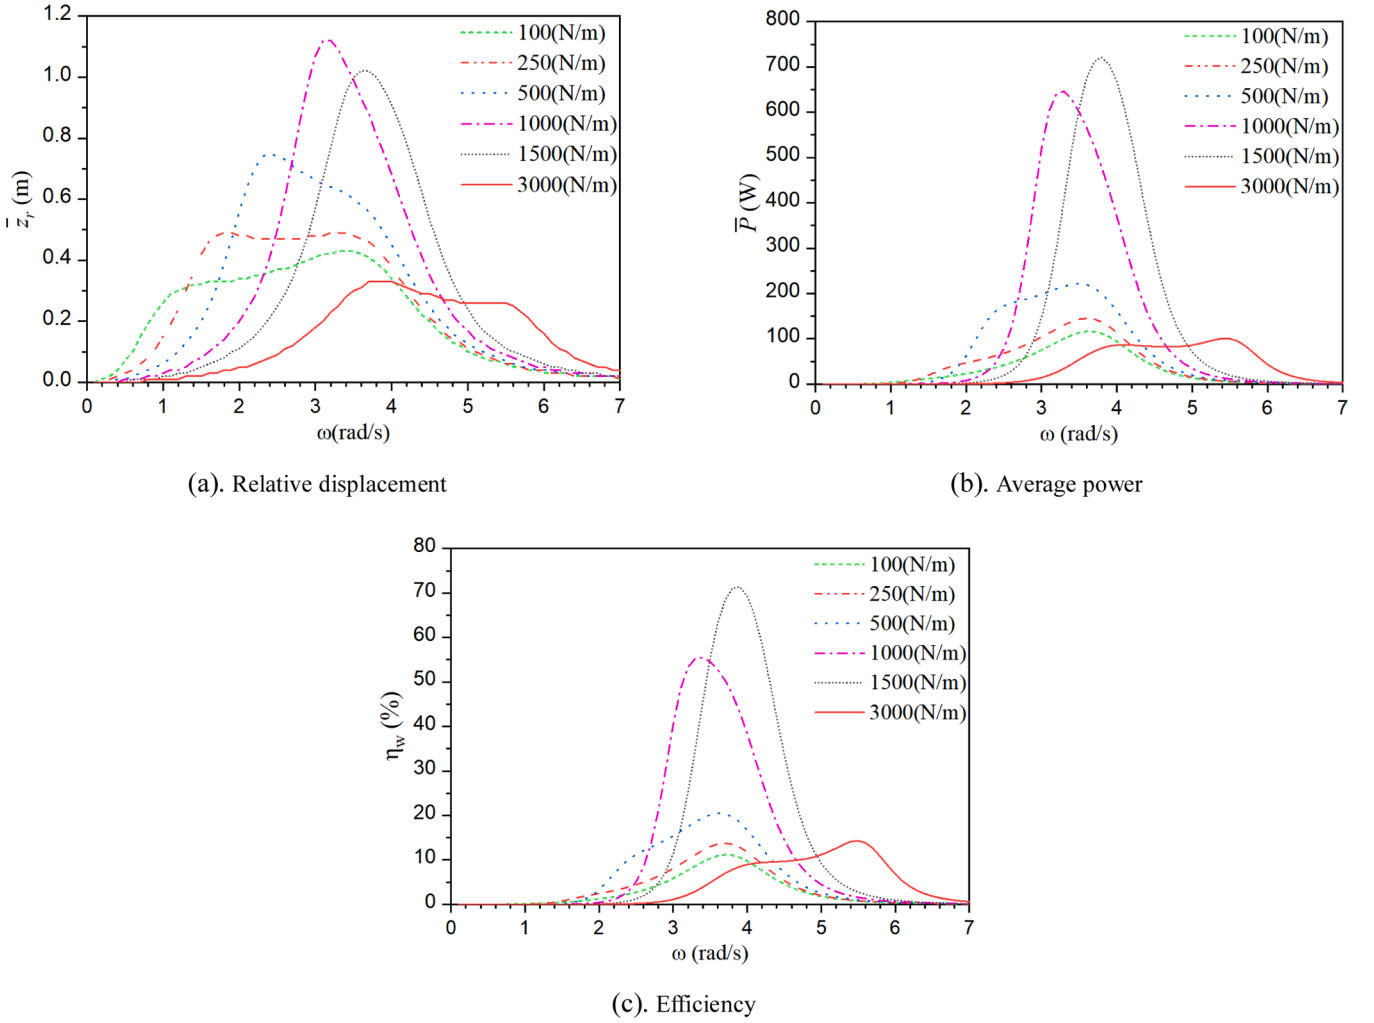 1.2
1.0
0.8
0.6
0.4
0.2
0.0
z̄r (m)
0 1 2 3 4 5 6 7
ω(rad/s)
100(N/m)
250(N/m)
500(N/m)
1000(N/m)
1500(N/m)
3000(N/m)
(a). Relative displacement
800
700
600
500
400
300
200
100
0
P̄ (W)
0 1 2 3 4 5 6 7
ω (rad/s)
100(N/m)
250(N/m)
500(N/m)
1000(N/m)
1500(N/m)
3000(N/m)
(b). Average power
80
70
60
50
40
30
20
10
0
ηw (%)
0 1 2 3 4 5 6 7
ω (rad/s)
100(N/m)
250(N/m)
500(N/m)
1000(N/m)
1500(N/m)
3000(N/m)
(c). Efficiency